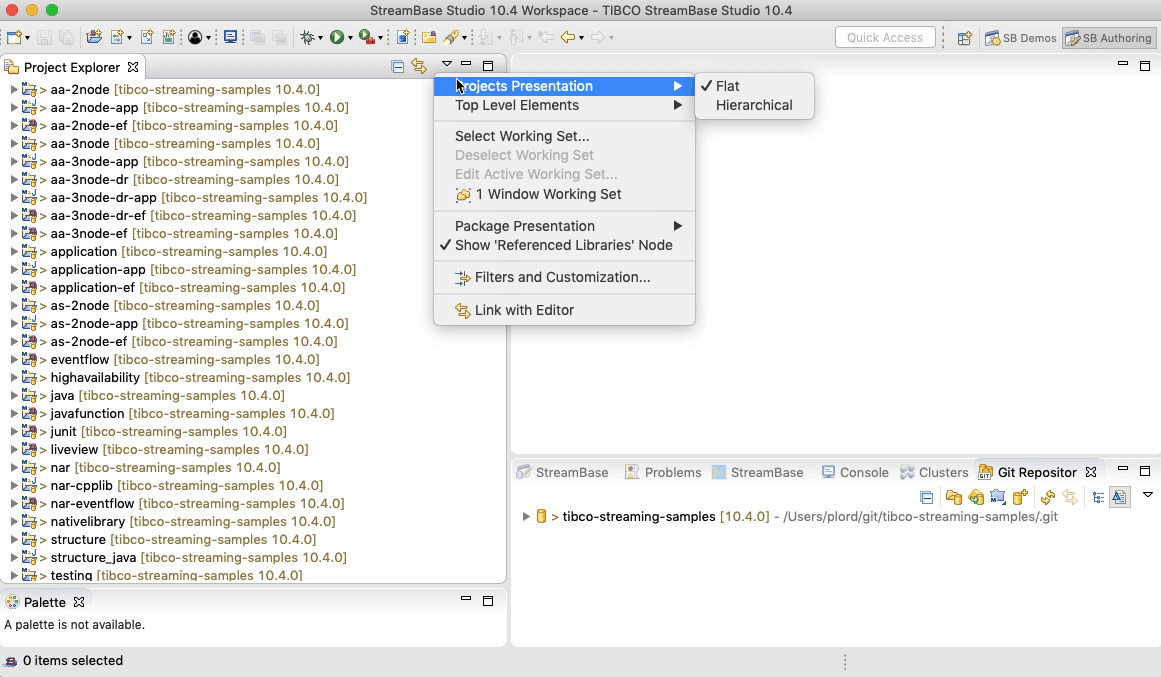 StreamBase Studio 10.4 Workspace - TIBCO StreamBase Studio 10.4
Quick Access
SB Demos
SB Authoring
Project Explorer
> aa-2node [tibco-streaming-samples 10.4.0]
> aa-2node-app [tibco-streaming-samples 10.4.0]
> aa-2node-ef [tibco-streaming-samples 10.4.0]
> aa-3node [tibco-streaming-samples 10.4.0]
> aa-3node-app [tibco-streaming-samples 10.4.0]
> aa-3node-dr [tibco-streaming-samples 10.4.0]
> aa-3node-dr-app [tibco-streaming-samples 10.4.0]
> aa-3node-dr-ef [tibco-streaming-samples 10.4.0]
> aa-3node-ef [tibco-streaming-samples 10.4.0]
> application [tibco-streaming-samples 10.4.0]
> application-app [tibco-streaming-samples 10.4.0]
> application-ef [tibco-streaming-samples 10.4.0]
> as-2node [tibco-streaming-samples 10.4.0]
> as-2node-app [tibco-streaming-samples 10.4.0]
> as-2node-ef [tibco-streaming-samples 10.4.0]
> eventflow [tibco-streaming-samples 10.4.0]
> highavailability [tibco-streaming-samples 10.4.0]
> java [tibco-streaming-samples 10.4.0]
> javafunction [tibco-streaming-samples 10.4.0]
> junit [tibco-streaming-samples 10.4.0]
> liveview [tibco-streaming-samples 10.4.0]
> nar [tibco-streaming-samples 10.4.0]
> nar-cpplib [tibco-streaming-samples 10.4.0]
> nar-eventflow [tibco-streaming-samples 10.4.0]
> nativelibrary [tibco-streaming-samples 10.4.0]
> structure [tibco-streaming-samples 10.4.0]
> structure_java [tibco-streaming-samples 10.4.0]
> testing [tibco-streaming-samples 10.4.0]
Projects Presentation
Top Level Elements
Select Working Set...
Deselect Working Set
Edit Active Working Set...
1 Window Working Set
Package Presentation
✓ Show 'Referenced Libraries' Node
Filters and Customization...
Link with Editor
✓ Flat
Hierarchical
StreamBase
Problems
StreamBase
Console
Clusters
Git Repositor
> tibco-streaming-samples [10.4.0] - /Users/plord/git/tibco-streaming-samples/.git
Palette
A palette is not available.
0 items selected